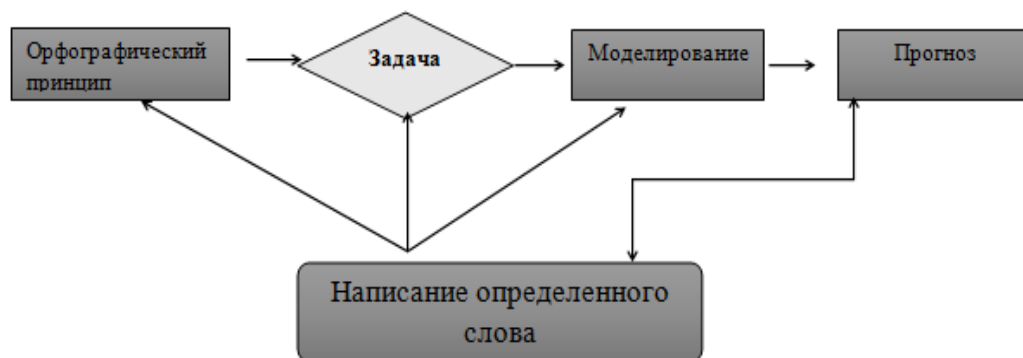 Орфографический
принцип
Задача
Моделирование
Прогноз
Написание определенного
слова